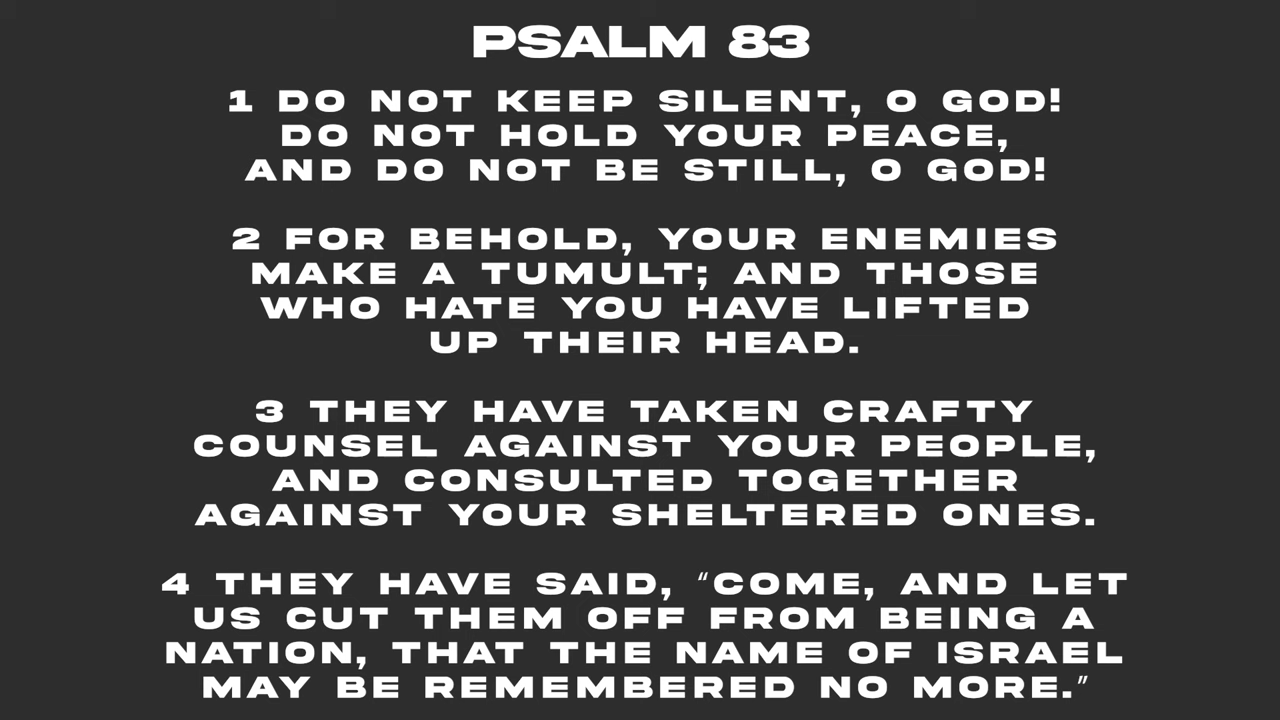 PSALM 83
1 DO NOT KEEP SILENT, O GOD!
DO NOT HOLD YOUR PEACE,
AND DO NOT BE STILL, O GOD!
2 FOR BEHOLD, YOUR ENEMIES
MAKE A TUMULT; AND THOSE
WHO HATE YOU HAVE LIFTED
UP THEIR HEAD.
3 THEY HAVE TAKEN CRAFTY
COUNSEL AGAINST YOUR PEOPLE,
AND CONSULTED TOGETHER
AGAINST YOUR SHELTERED ONES.
4 THEY HAVE SAID, “COME, AND LET
US CUT THEM OFF FROM BEING A
NATION, THAT THE NAME OF ISRAEL
MAY BE REMEMBERED NO MORE.”